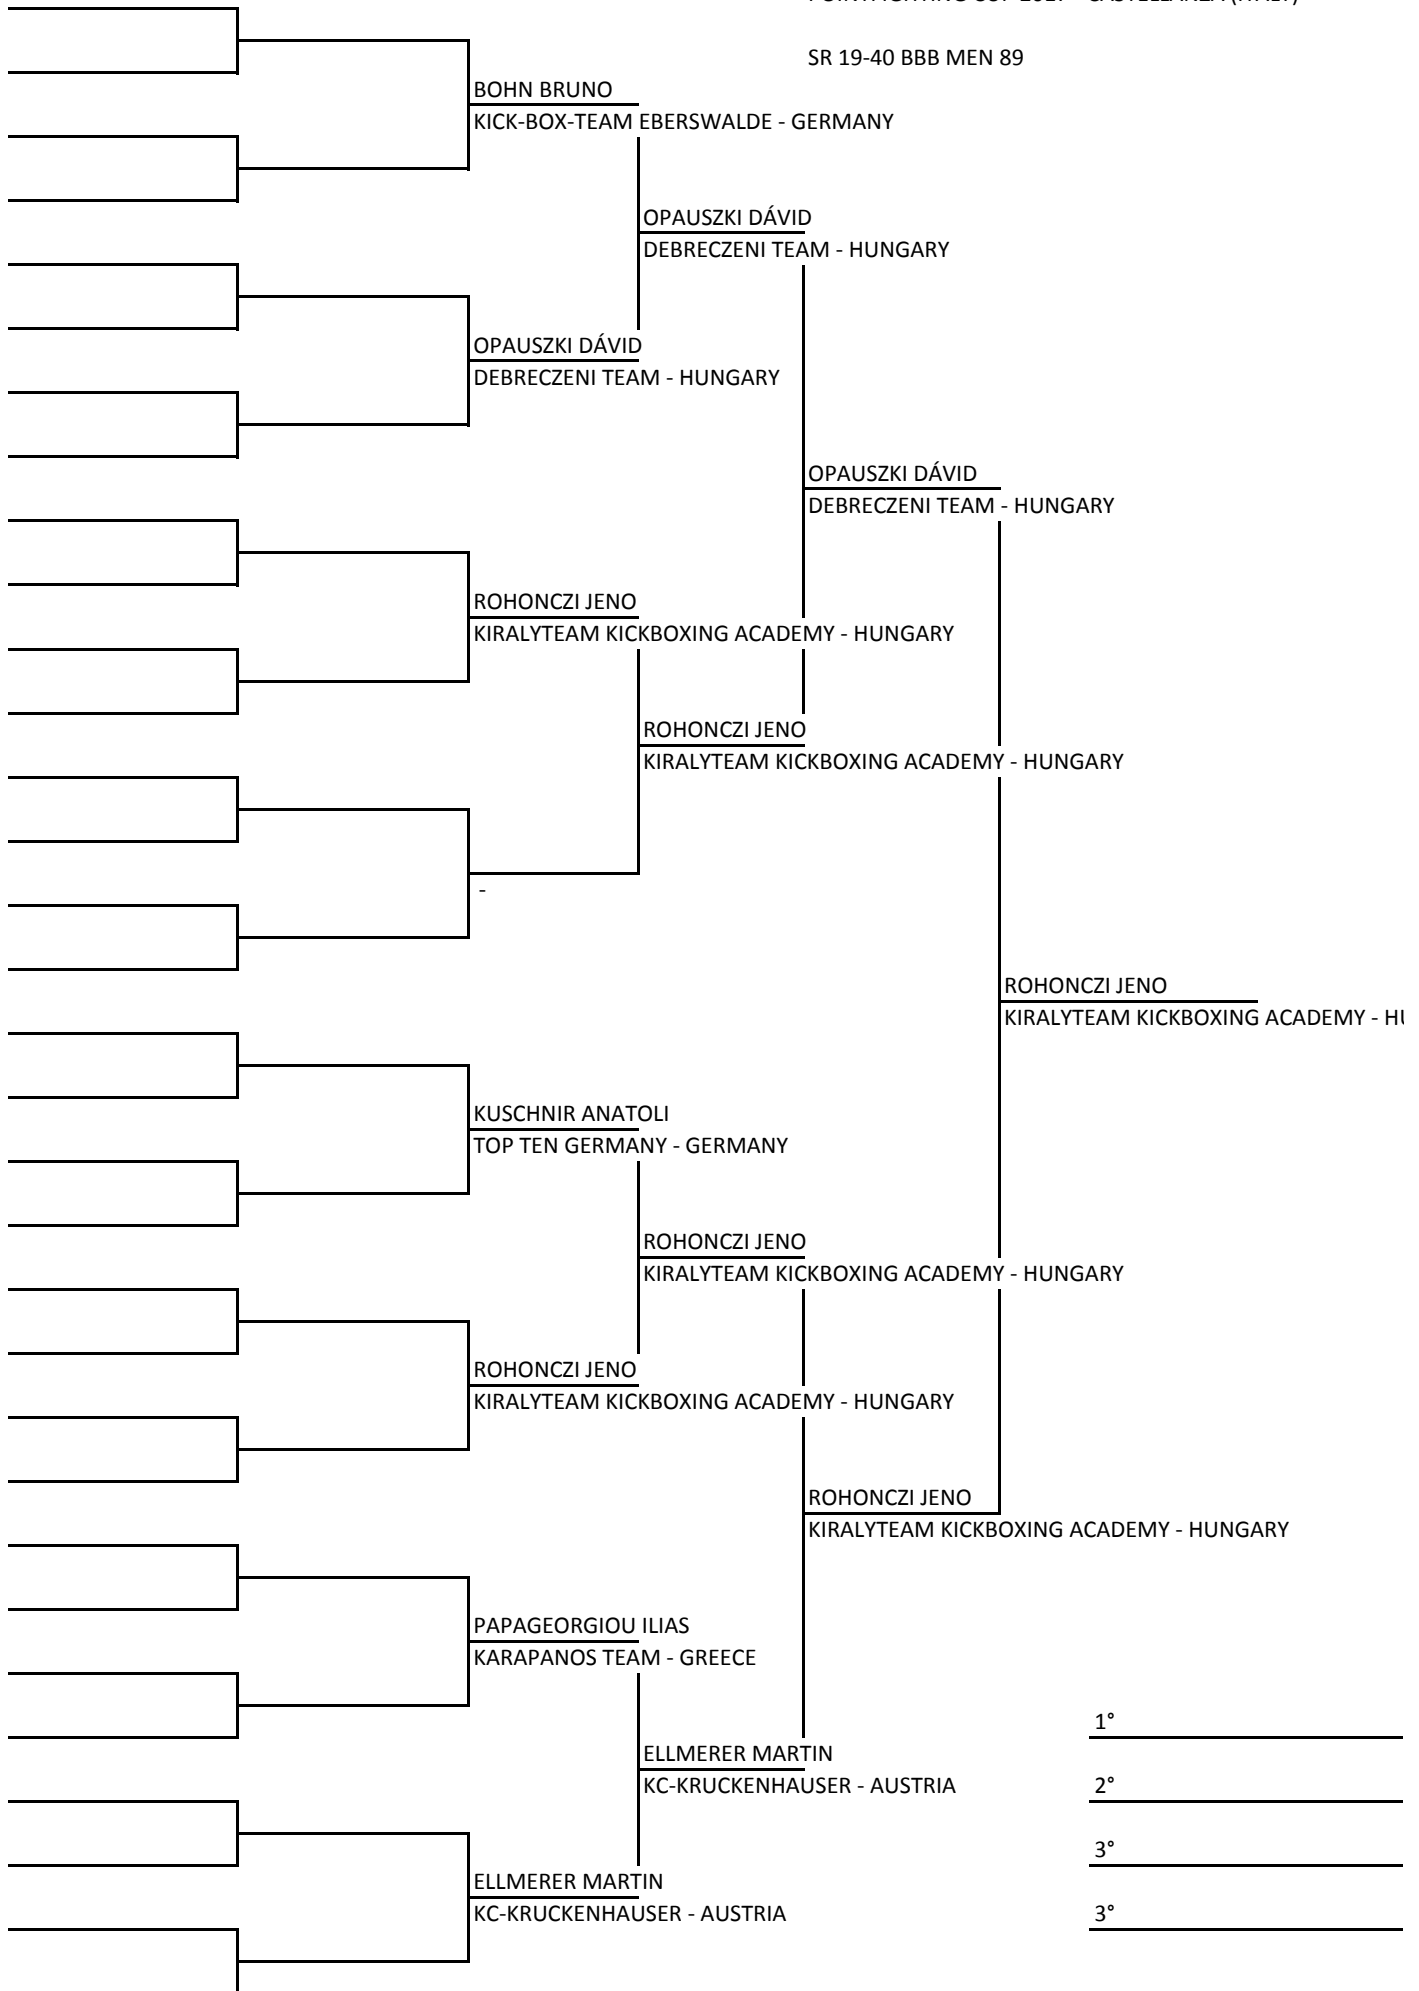 SR 19-40 BBB MEN 89
BOHN BRUNO
KICK-BOX-TEAM EBERSWALDE - GERMANY
OPAUSZKI DÁVID
DEBRECZENI TEAM - HUNGARY
OPAUSZKI DÁVID
DEBRECZENI TEAM - HUNGARY
OPAUSZKI DÁVID
DEBRECZENI TEAM - HUNGARY
ROHONCZI JENO
KIRALYTEAM KICKBOXING ACADEMY - HUNGARY
ROHONCZI JENO
KIRALYTEAM KICKBOXING ACADEMY - HUNGARY
-
ROHONCZI JENO
KIRALYTEAM KICKBOXING ACADEMY - HU
KUSCHNIR ANATOLI
TOP TEN GERMANY - GERMANY
ROHONCZI JENO
KIRALYTEAM KICKBOXING ACADEMY - HUNGARY
ROHONCZI JENO
KIRALYTEAM KICKBOXING ACADEMY - HUNGARY
ROHONCZI JENO
KIRALYTEAM KICKBOXING ACADEMY - HUNGARY
PAPAGEORGIOU ILIAS
KARAPANOS TEAM - GREECE
1°
ELLMERER MARTIN
KC-KRUCKENHAUSER - AUSTRIA
2°
3°
ELLMERER MARTIN
KC-KRUCKENHAUSER - AUSTRIA
3°